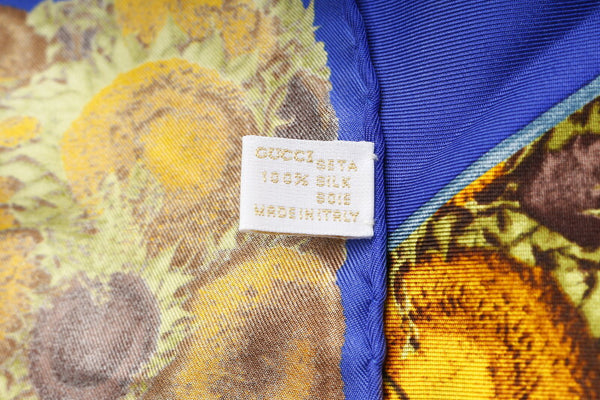 GUCCI SETA
100% SILK
SOIE
MADE IN ITALY